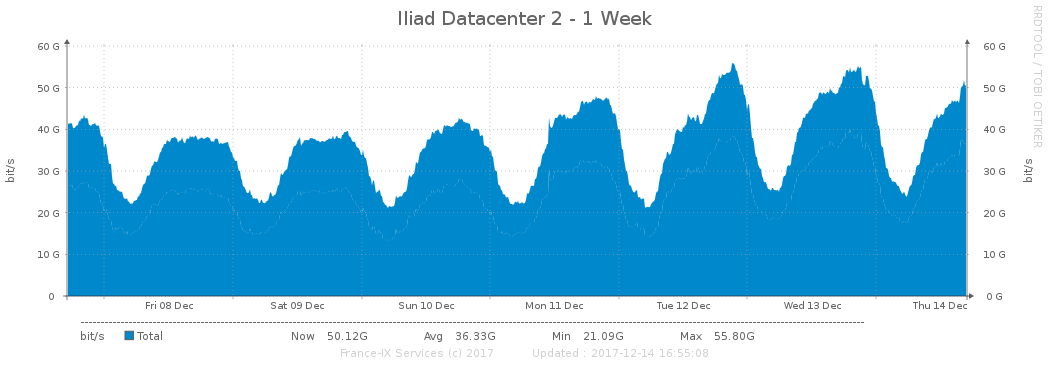 Iliad Datacenter 2 - 1 Week
RRDTOOL / TOBI OETIKER
60 G 60 G
50 G 50 G
40 G 40 G
30 G 30 G
20 G 20 G
10 G 10 G
0 0 G
bit/s bit/s
Fri 08 Dec Sat 09 Dec Sun 10 Dec Mon 11 Dec Tue 12 Dec Wed 13 Dec Thu 14 Dec
bit/s Total Now 50.12G Avg 36.33G Min 21.09G Max 55.80G
France-IX Services (c) 2017 Updated : 2017-12-14 16:55:08